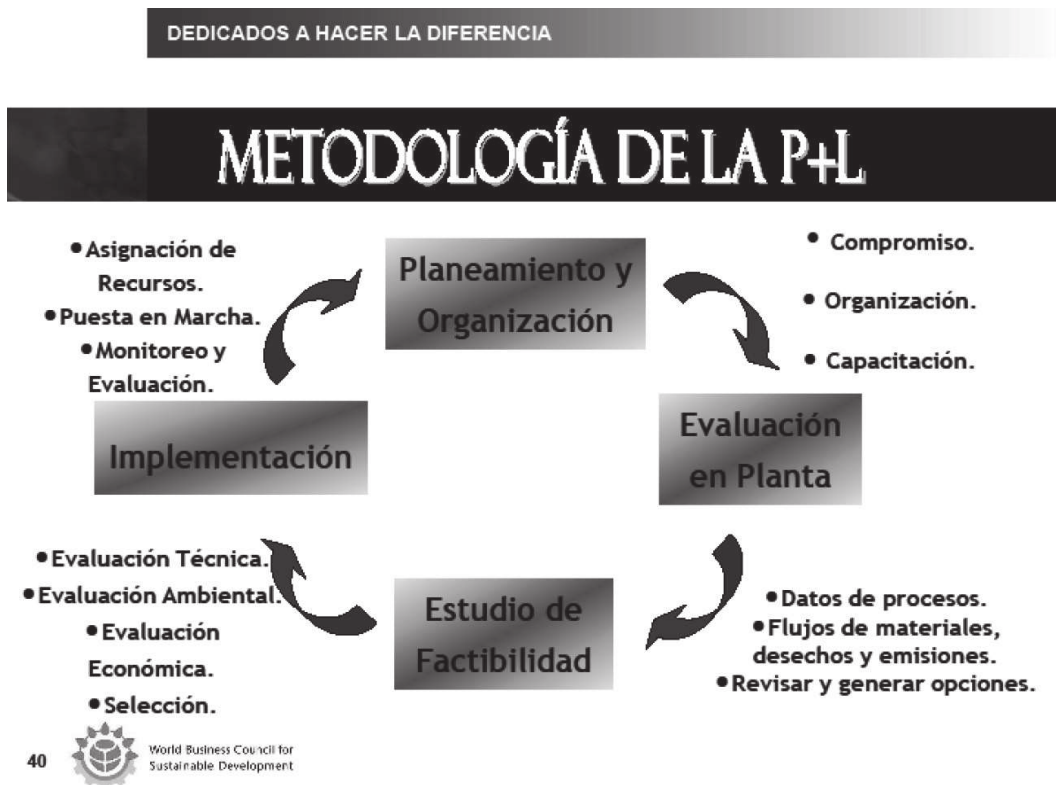 DEDICADOS A HACER LA DIFERENCIA
METODOLOGÍA DE LA P+L
• Asignación de
Recursos.
• Puesta en Marcha.
• Monitoreo y
Evaluación.
Planeamiento y
Organización
• Compromiso.
• Organización.
• Capacitación.
Implementación
Evaluación
en Planta
• Evaluación Técnica.
• Evaluación Ambiental.
• Evaluación
Económica.
• Selección.
Estudio de
Factibilidad
• Datos de procesos.
• Flujos de materiales,
desechos y emisiones.
• Revisar y generar opciones.
40
World Business Council for
Sustainable Development